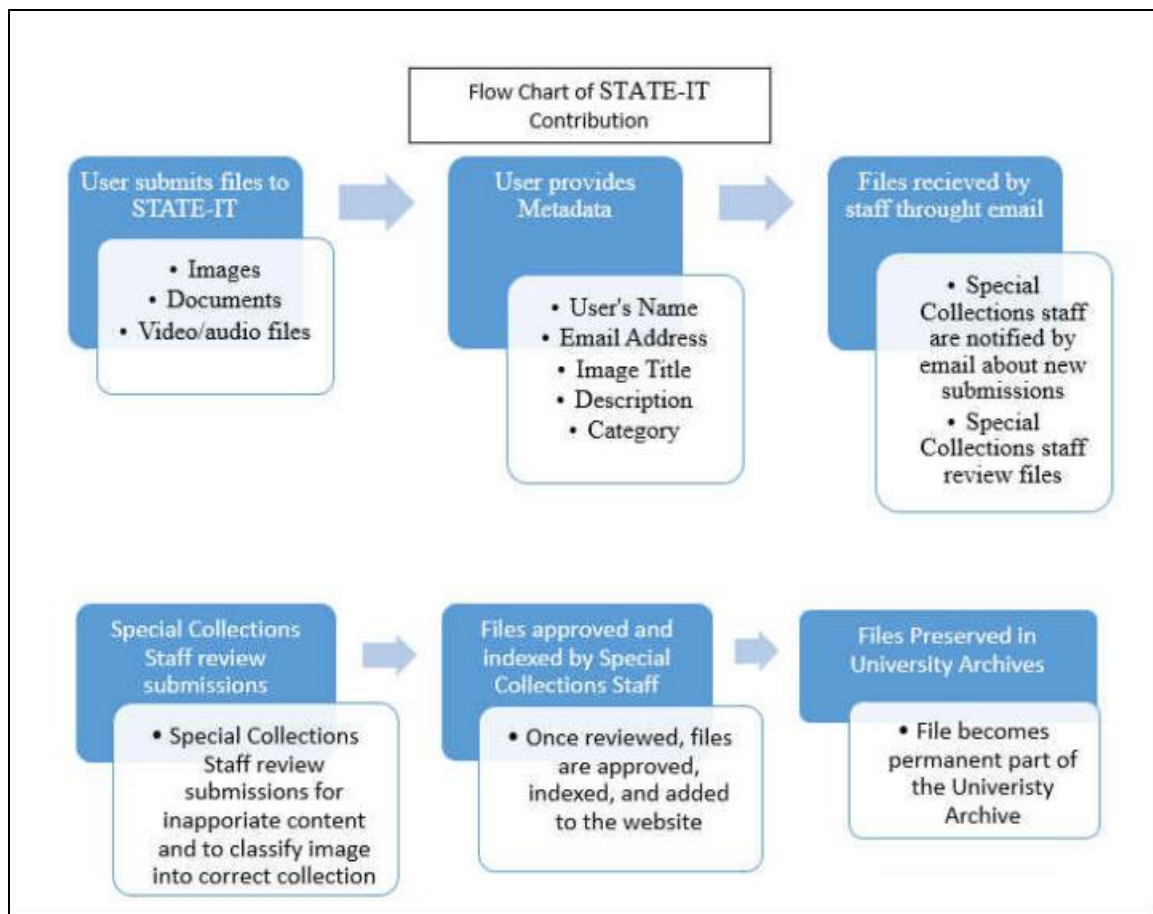 Flow Chart of STATE-IT
Contribution
User submits files to
STATE-IT
• Images
• Documents
• Video/audio files
User provides
Metadata
• User's Name
• Email Address
• Image Title
• Description
• Category
Files recieved by
staff throught email
• Special
Collections staff
are notified by
email about new
submissions
• Special
Collections staff
review files
Special Collections
Staff review
submissions
• Special Collections
Staff review
submissions for
inapporiate content
and to classify image
into correct collection
Files approved and
indexed by Special
Collections Staff
• Once reviewed, files
are approved,
indexed, and added
to the website
Files Preserved in
University Archives
• File becomes
permanent part of
the Univeristy
Archive